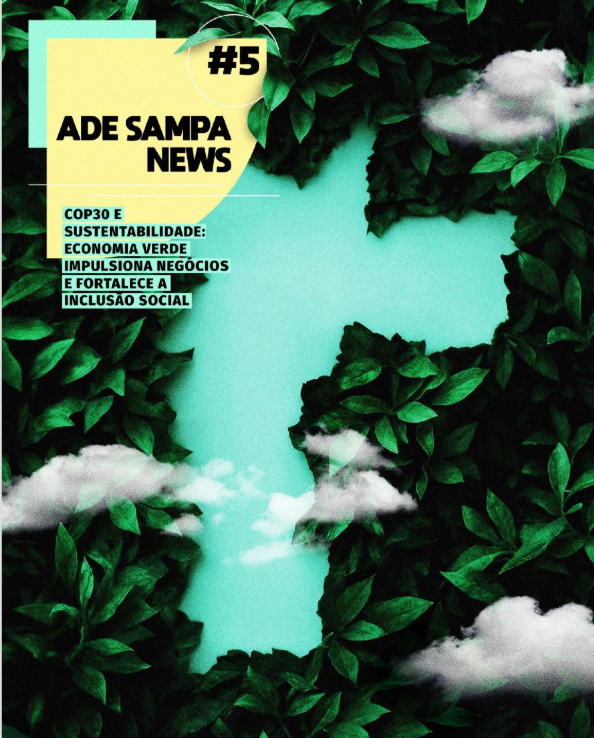 #5
ADE SAMPA
NEWS
COP30 E
SUSTENTABILIDADE:
ECONOMIA VERDE
IMPULSIONA NEGÓCIOS
E FORTALECE A
INCLUSÃO SOCIAL